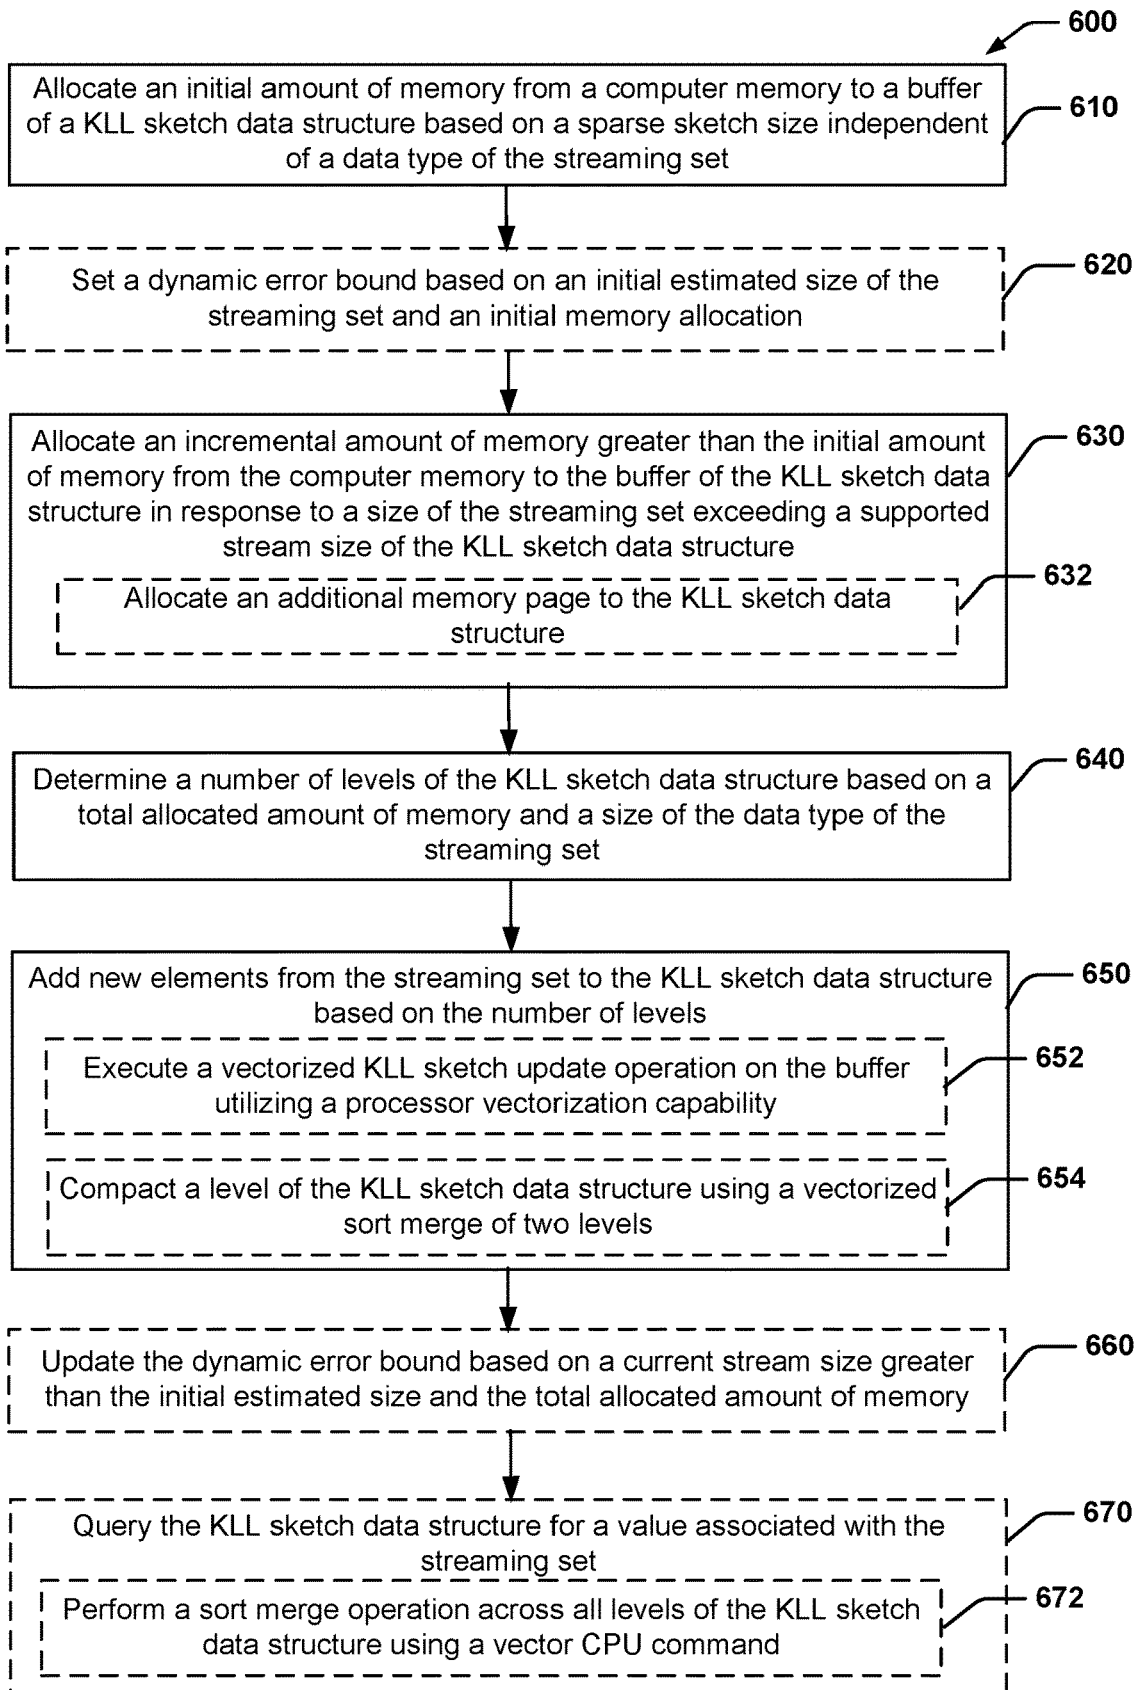 600
Allocate an initial amount of memory from a computer memory to a buffer
of a KLL sketch data structure based on a sparse sketch size independent
of a data type of the streaming set
610
Set a dynamic error bound based on an initial estimated size of the
streaming set and an initial memory allocation
620
Allocate an incremental amount of memory greater than the initial amount
of memory from the computer memory to the buffer of the KLL sketch data
structure in response to a size of the streaming set exceeding a supported
stream size of the KLL sketch data structure
630
Allocate an additional memory page to the KLL sketch data
structure
632
Determine a number of levels of the KLL sketch data structure based on a
total allocated amount of memory and a size of the data type of the
streaming set
640
Add new elements from the streaming set to the KLL sketch data structure
based on the number of levels
650
Execute a vectorized KLL sketch update operation on the buffer
utilizing a processor vectorization capability
652
Compact a level of the KLL sketch data structure using a vectorized
sort merge of two levels
654
Update the dynamic error bound based on a current stream size greater
than the initial estimated size and the total allocated amount of memory
660
Query the KLL sketch data structure for a value associated with the
streaming set
670
Perform a sort merge operation across all levels of the KLL sketch
data structure using a vector CPU command
672